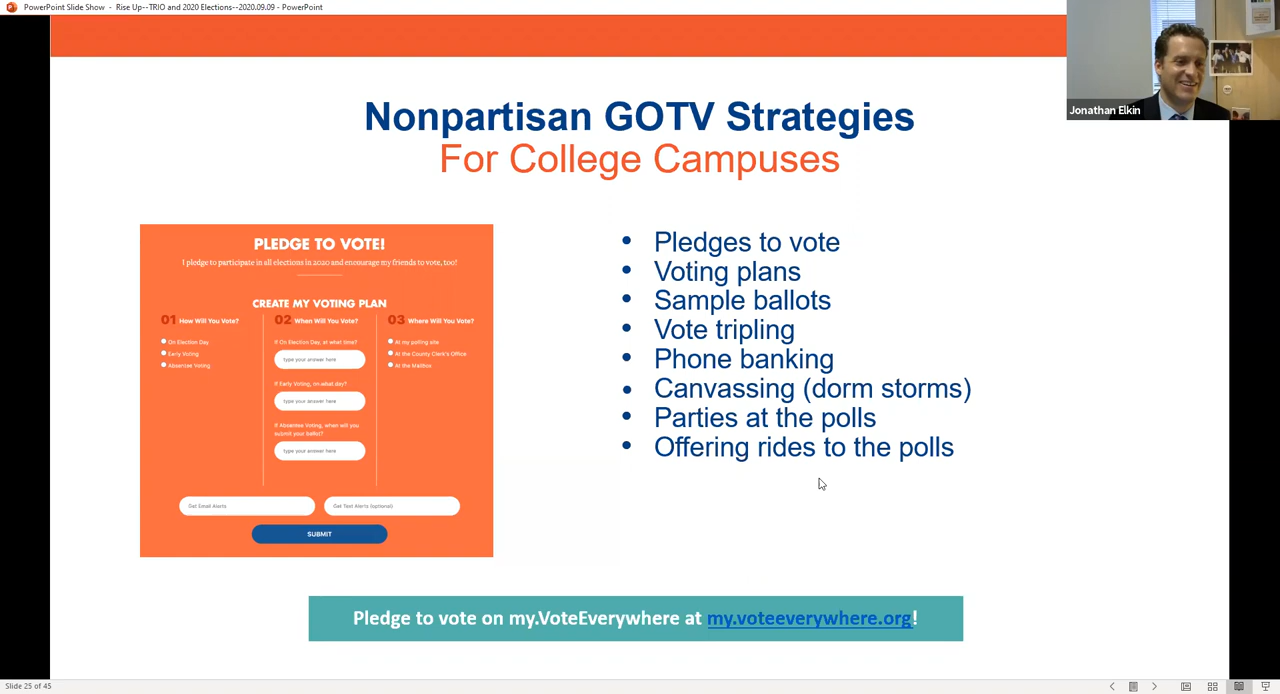 PowerPoint Slide Show - Rise Up--TRIO and 2020 Elections--2020.09.09 - PowerPoint
Jonathan Elkin
Nonpartisan GOTV Strategies
For College Campuses
PLEDGE TO VOTE!
I pledge to participate in all elections in 2020 and encourage my friends to vote, too!
CREATE MY VOTING PLAN
01 How Will You Vote?
On Election Day
Early Voting
Absentee Voting
02 When Will You Vote?
If On Election Day, at what time?
type your answer here
If Early Voting, on what day?
type your answer here
If Absentee Voting, when will you
submit your ballot?
type your answer here
03 Where Will You Vote?
At my polling site
At the County Clerk's Office
At the Mailbox
Get Email Alerts
Get Text Alerts (optional)
SUBMIT
• Pledges to vote
• Voting plans
• Sample ballots
• Vote tripling
• Phone banking
• Canvassing (dorm storms)
• Parties at the polls
• Offering rides to the polls
Pledge to vote on my.VoteEverywhere at my.voteeverywhere.org!
Slide 25 of 45